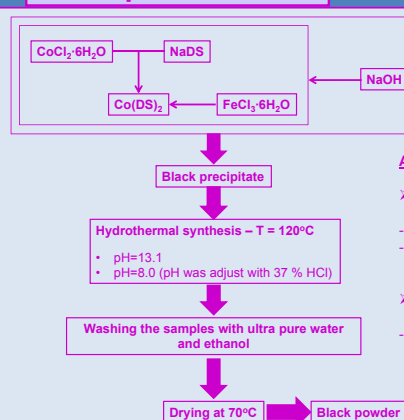 CoCl2·6H2O
NaDS
NaOH
Co(DS)2
FeCl3·6H2O
Black precipitate
Hydrothermal synthesis – T = 120ºC
• pH=13.1
• pH=8.0 (pH was adjust with 37 % HCl)
Washing the samples with ultra pure water
and ethanol
Drying at 70ºC
Black powder